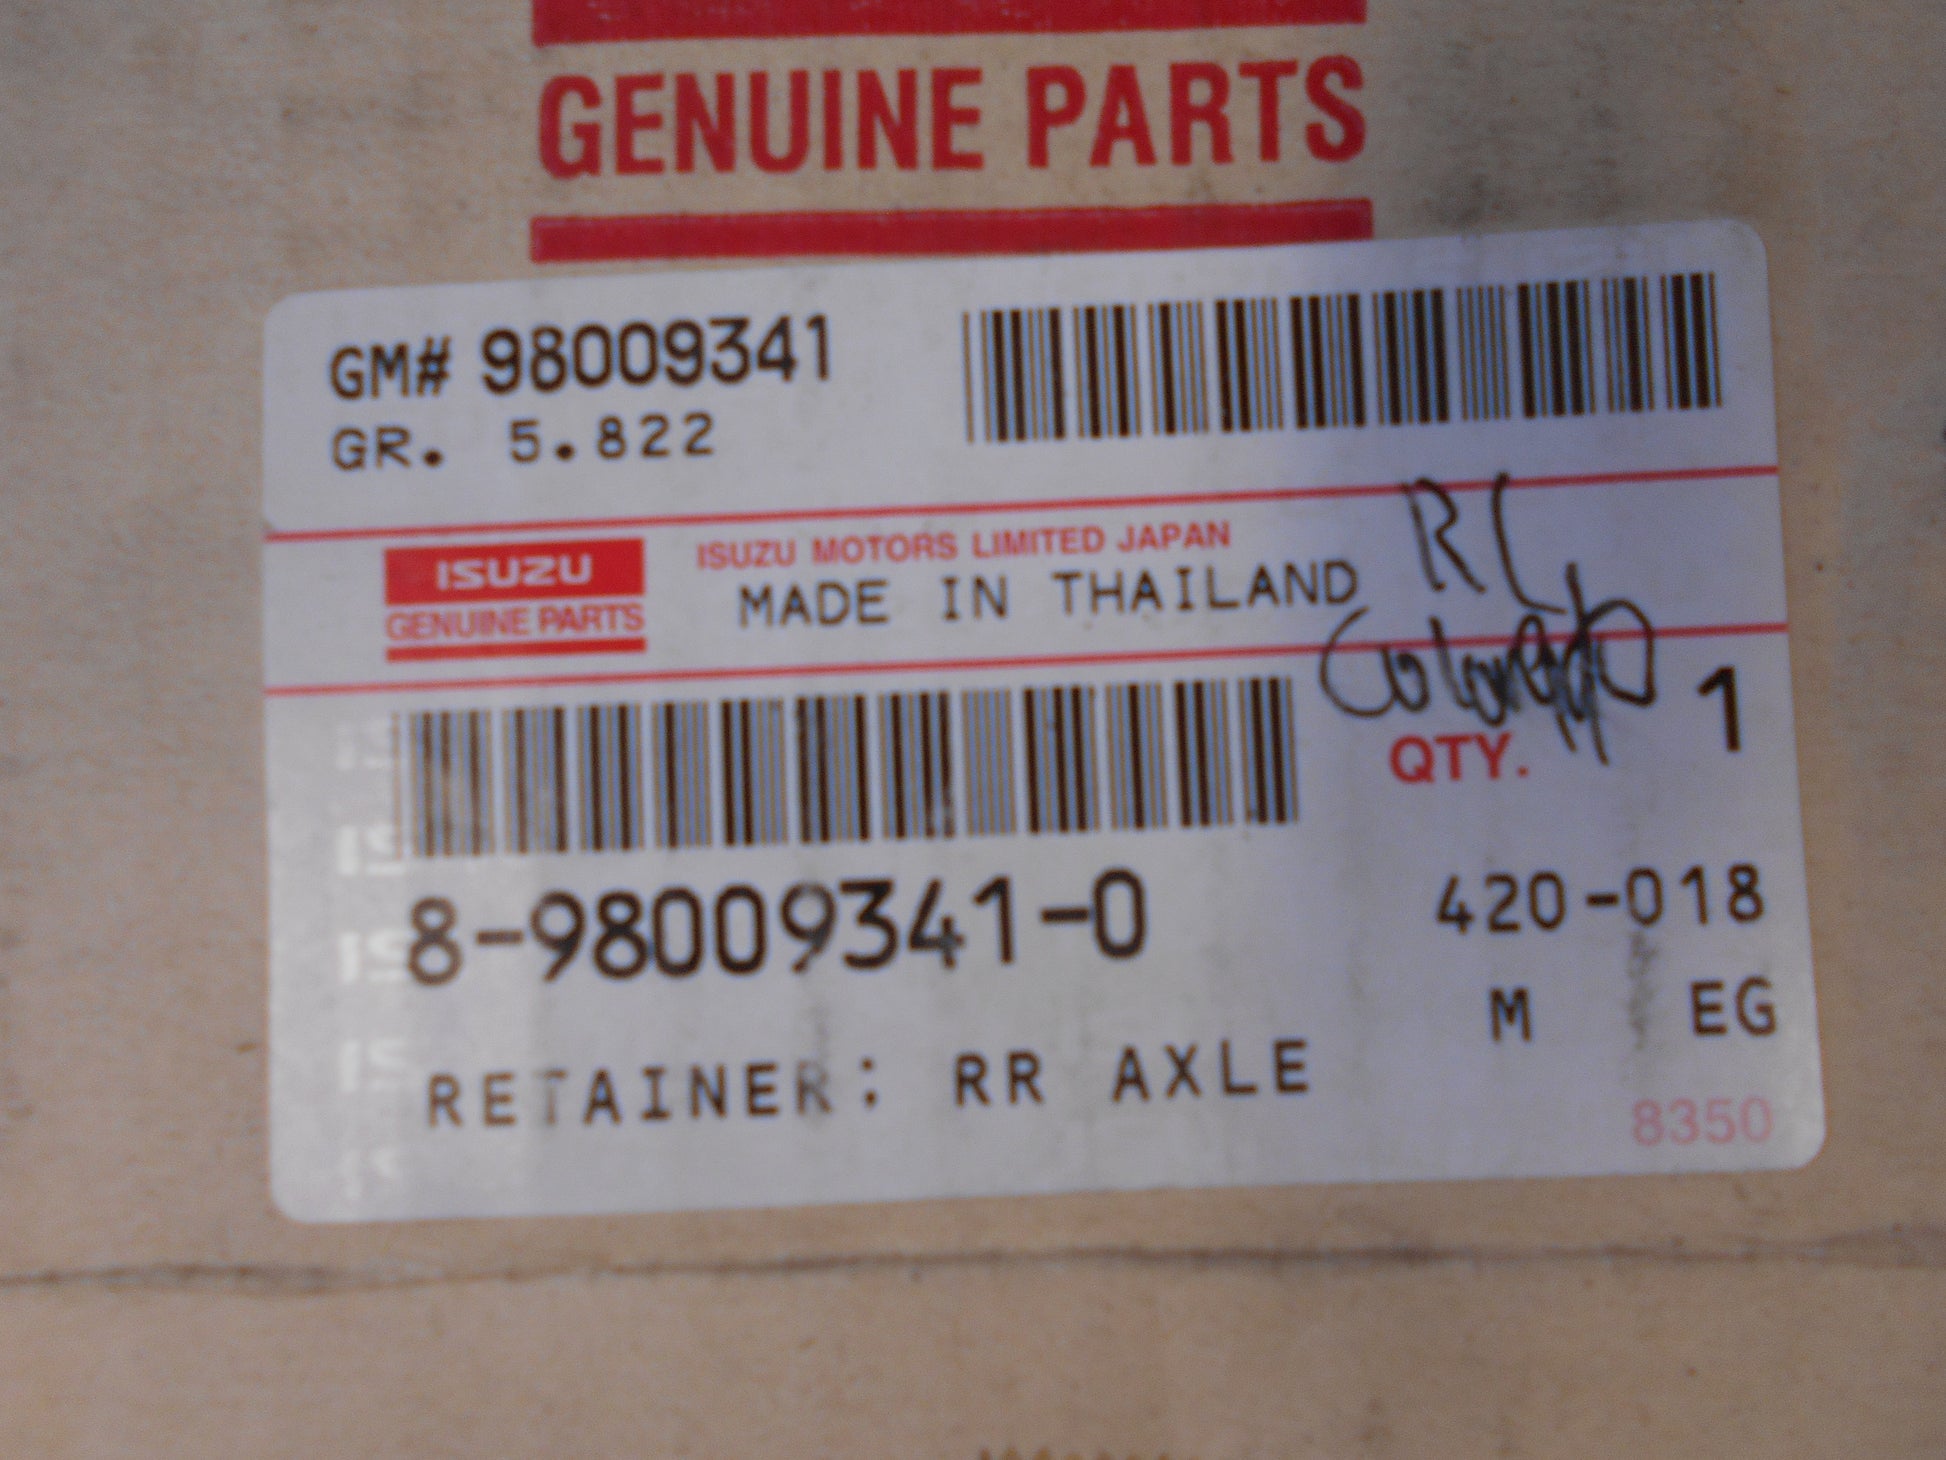 GENUINE PARTS
GM# 98009341
GR. 5.822
ISUZU
GENUINE PARTS
ISUZU MOTORS LIMITED JAPAN
MADE IN THAILAND
Colorado
QTY. 1
8-98009341-0
420-018
M EG
RETAINER; RR AXLE
8350